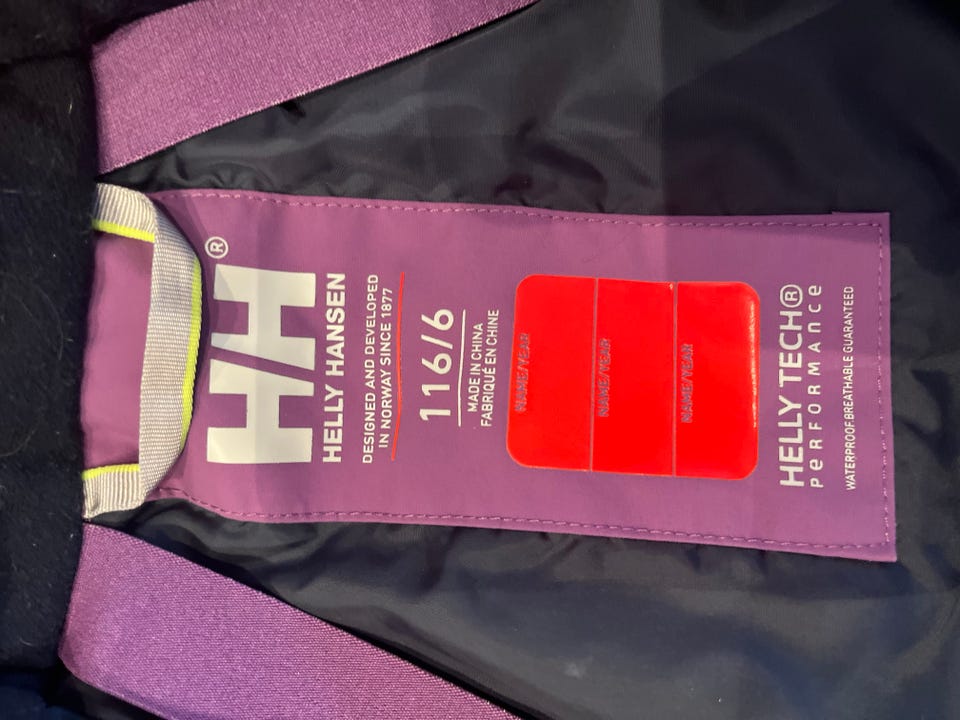 HH®
HELLY HANSEN
DESIGNED AND DEVELOPED
IN NORWAY SINCE 1877
116/6
MADE IN CHINA
FABRIQUÉ EN CHINE
NAME/YEAR
NAME/YEAR
NAME/YEAR
HELLY TECH®
PERFORMANCE
WATERPROOF/BREATHABLE GUARANTEED